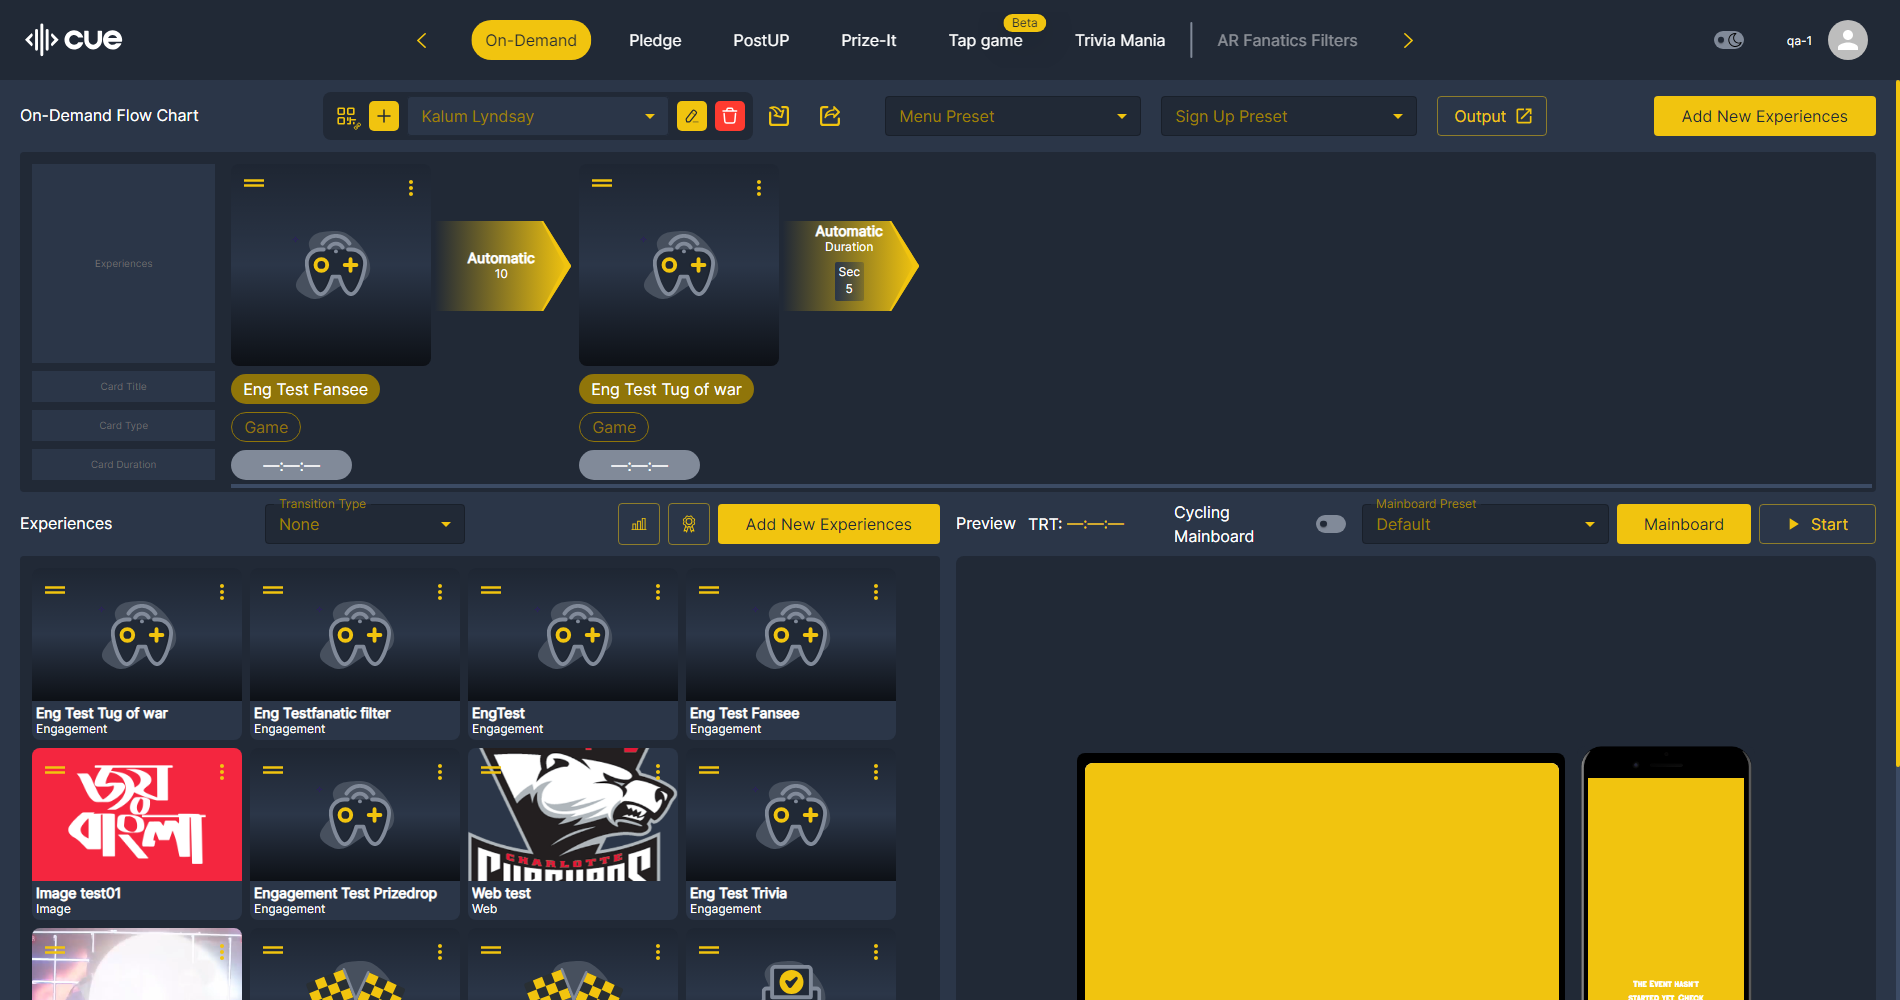 cue
On-Demand
Pledge
PostUP
Prize-It
Tap game
Beta
Trivia Mania
AR Fanatics Filters
qa-1
On-Demand Flow Chart
Kalum Lyndsay
Menu Preset
Sign Up Preset
Output
Add New Experiences
Experiences
Card Title
Card Type
Card Duration
Automatic
10
Automatic
Duration
Sec
5
Eng Test Fansee
Game
—:—:—
Eng Test Tug of war
Game
—:—:—
Experiences
Transition Type
None
Add New Experiences
Preview
TRT: —:—:—
Cycling
Mainboard
Mainboard Preset
Default
Mainboard
Start
Eng Test Tug of war
Engagement
Eng Testfanatic filter
Engagement
EngTest
Engagement
Eng Test Fansee
Engagement
জয়
বাংলা
Image test01
Image
Engagement Test Prizedrop
Engagement
CHARLOTTE
Web test
Web
Eng Test Trivia
Engagement
The Event hasn't
started yet. Check